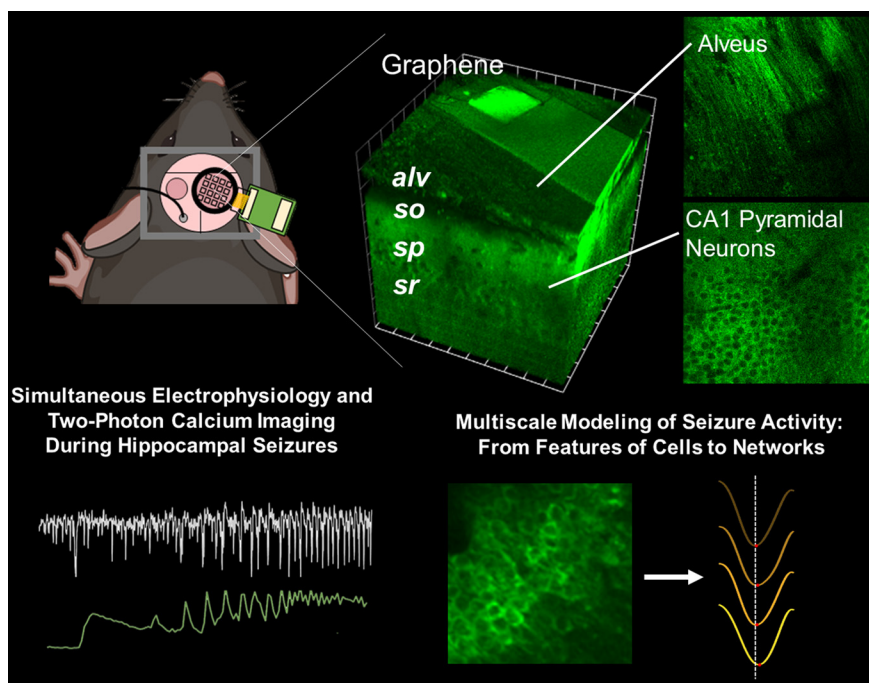 Graphene
Alveus
alv
so
sp
sr
CA1 Pyramidal
Neurons
Simultaneous Electrophysiology and
Two-Photon Calcium Imaging
During Hippocampal Seizures
Multiscale Modeling of Seizure Activity:
From Features of Cells to Networks